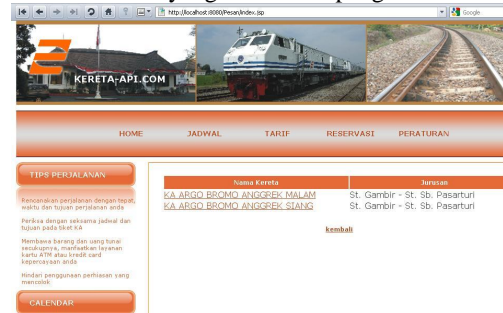 http://localhost:8080/Pesan/index.jsp
Google
KERETA-API.COM
HOME JADWAL TARIF RESERVASI PERATURAN
TIPS PERJALANAN
Rencanakan perjalanan dengan tepat,
waktu dan tujuan perjalanan anda
Periksa dengan seksama jadwal dan
tujuan pada tiket KA
Membawa barang dan uang tunai
secukupnya, manfaatkan layanan
kartu ATM atau kredit card
kepercayaan anda
Hindari penggunaan perhiasan yang
mencolok
CALENDAR
Nama Kereta Jurusan
KA ARGO BROMO ANGGREK MALAM St. Gambir - St. Sb. Pasarturi
KA ARGO BROMO ANGGREK SIANG St. Gambir - St. Sb. Pasarturi
kembali